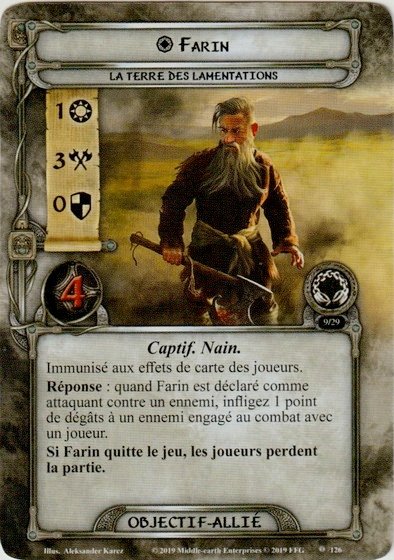 Farin
La Terre des Lamentations
1
3
0
4
9/29
Captif. Nain.
Immunisé aux effets de carte des joueurs.
Réponse : quand Farin est déclaré comme
attaquant contre un ennemi, infligez 1 point
de dégâts à un ennemi engagé au combat avec
un joueur.
Si Farin quitte le jeu, les joueurs perdent
la partie.
Objectif-Allié
Illus. Aleksander Karcz © 2019 Middle-earth Enterprises © 2019 FFG 126